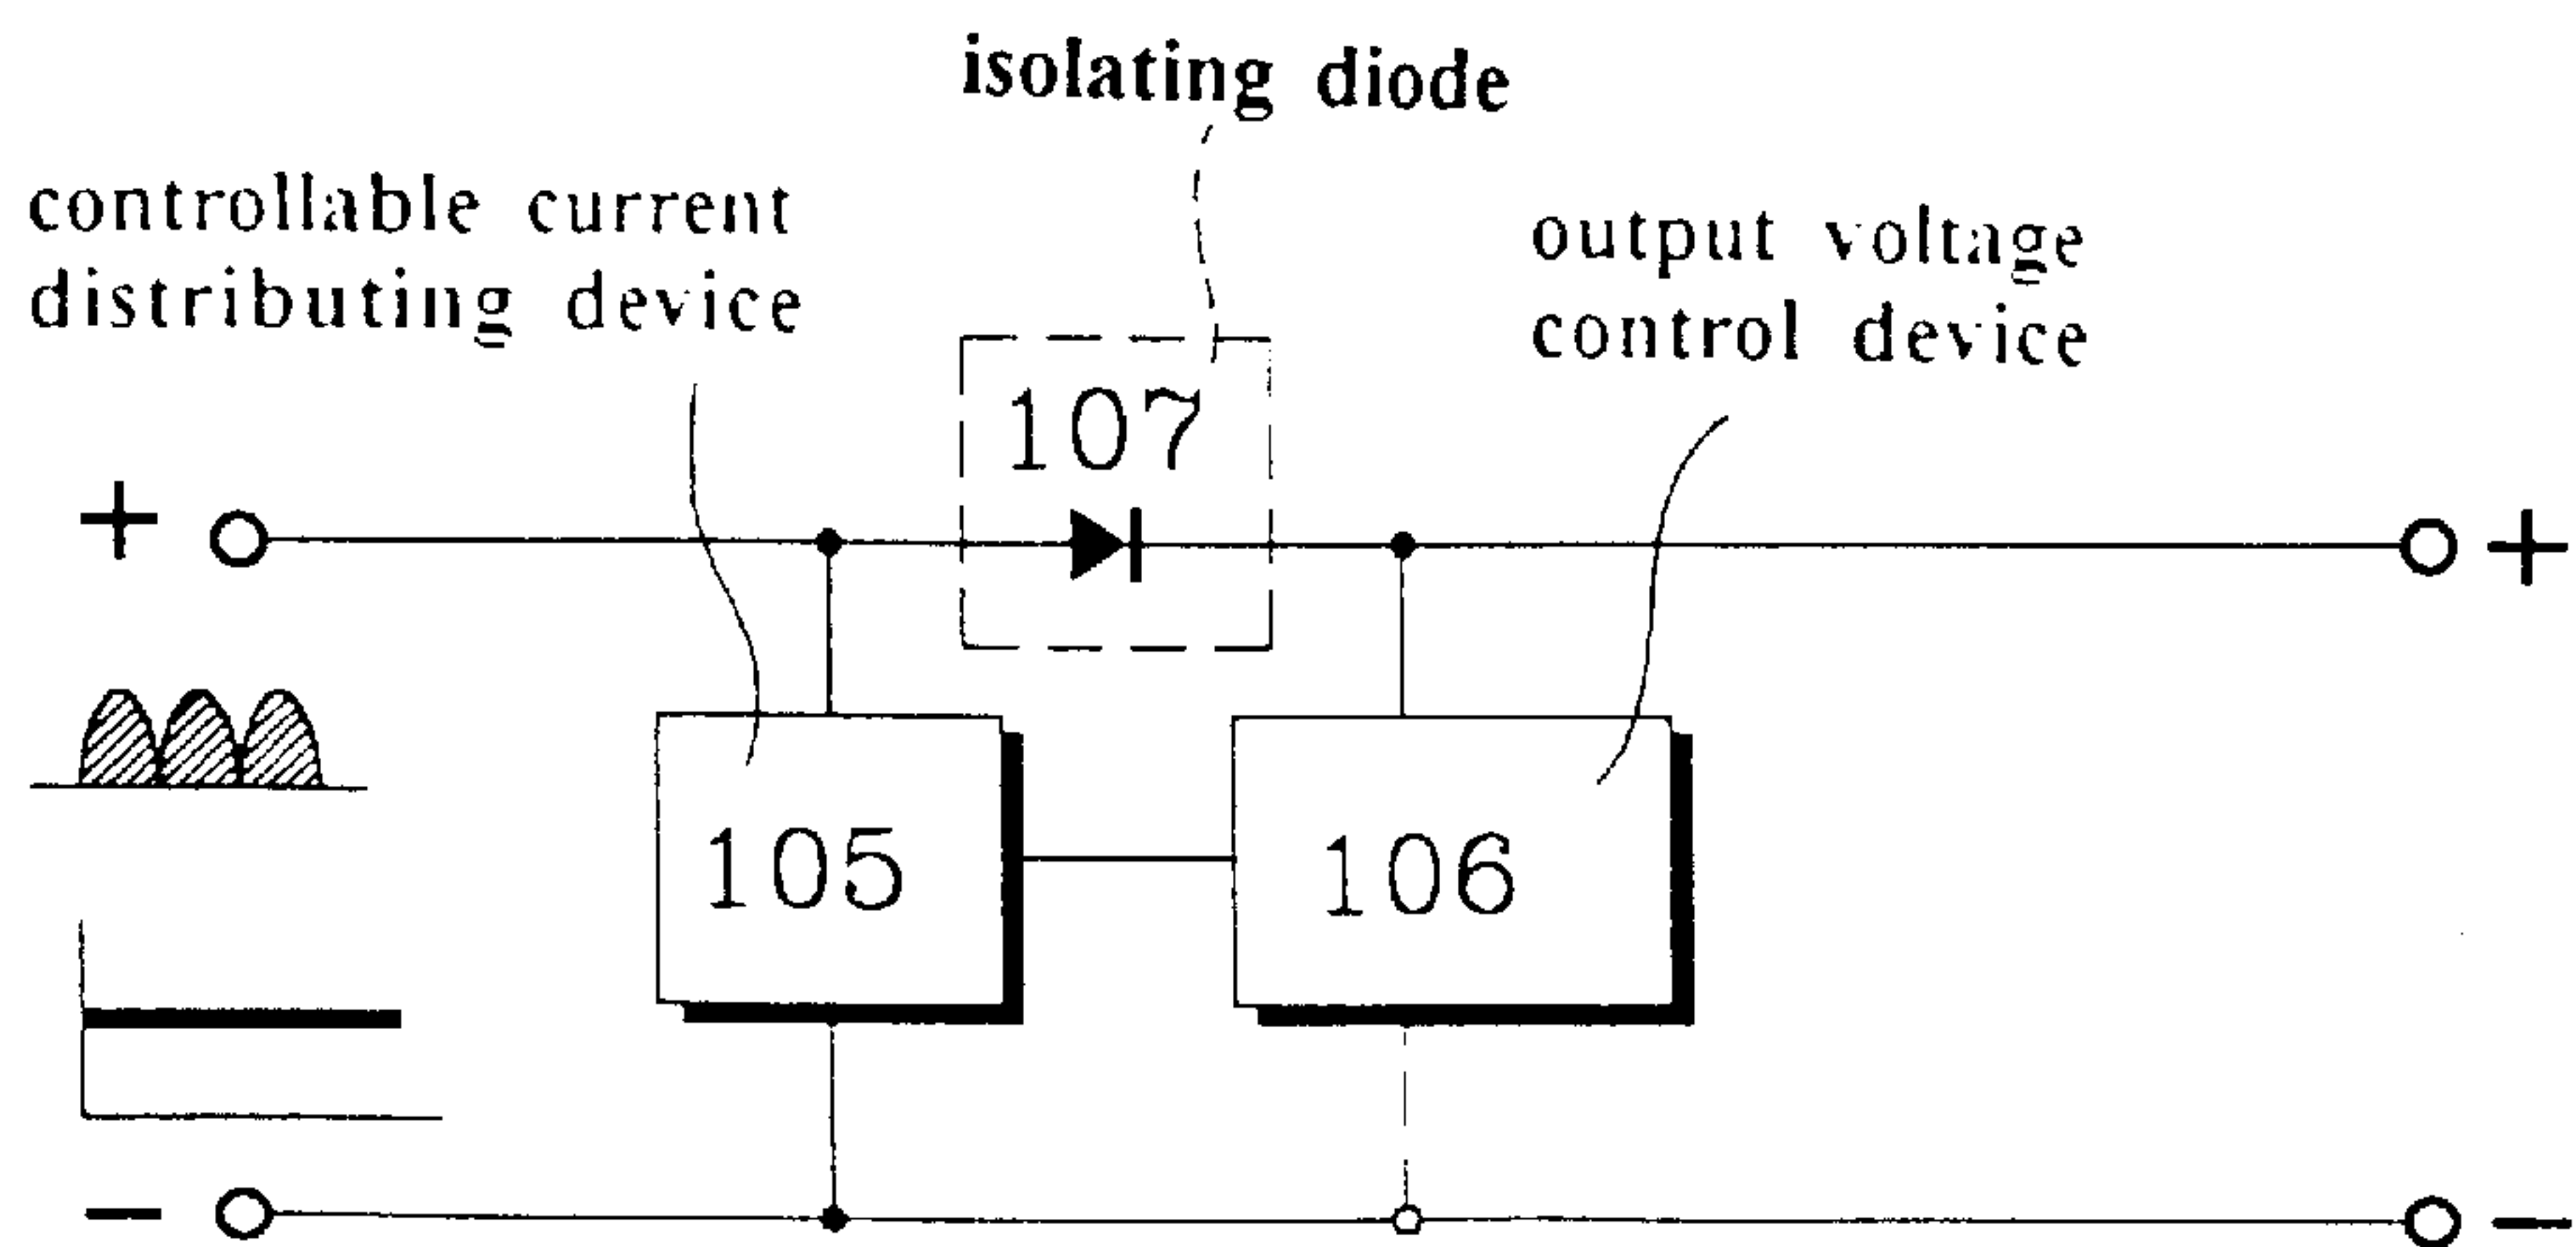 isolating diode
controllable current
distributing device
output voltage
control device
107
+ +
105
106
− −